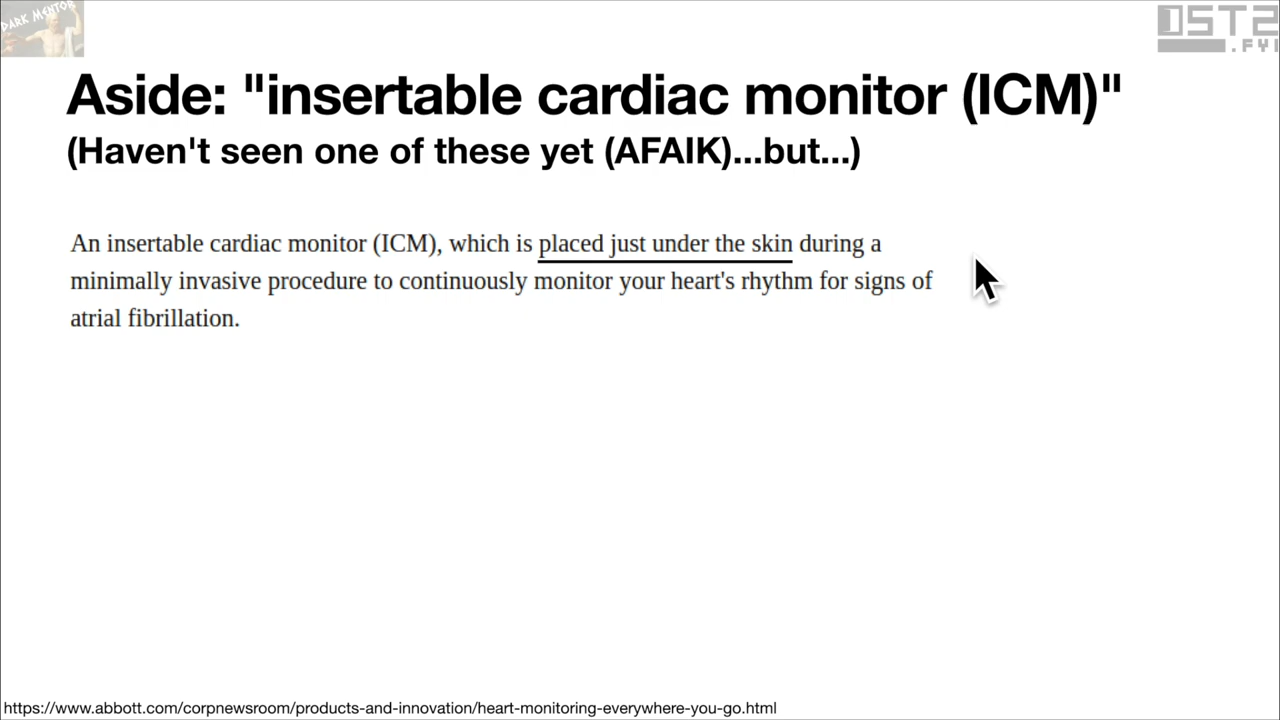 DARK MENTOR
OST2
.FYI
Aside: "insertable cardiac monitor (ICM)"
(Haven't seen one of these yet (AFAIK)...but...)
An insertable cardiac monitor (ICM), which is placed just under the skin during a
minimally invasive procedure to continuously monitor your heart's rhythm for signs of
atrial fibrillation.
https://www.abbott.com/corpnewsroom/products-and-innovation/heart-monitoring-everywhere-you-go.html